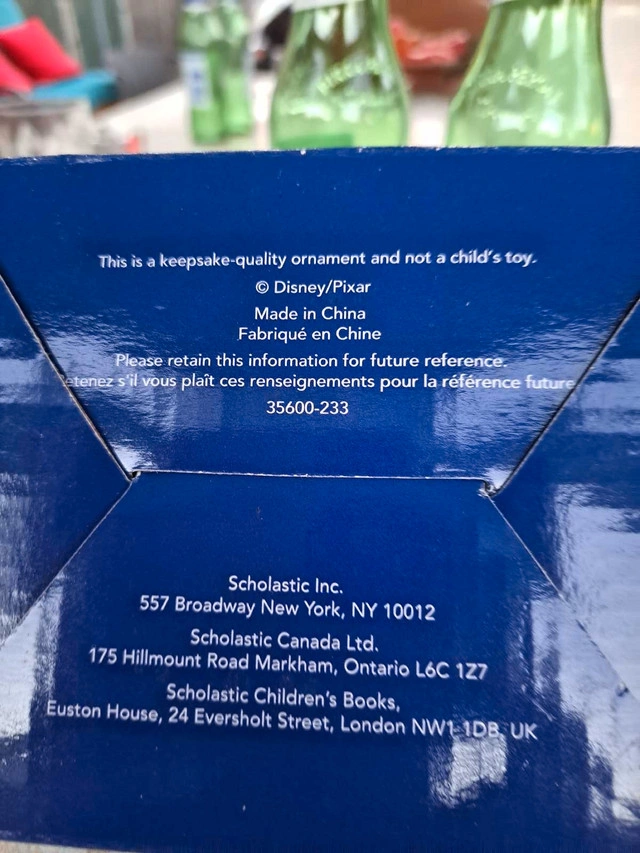 This is a keepsake-quality ornament and not a child's toy.
© Disney/Pixar
Made in China
Fabriqué en Chine
Please retain this information for future reference.
s'il vous plaît ces renseignements pour la référence future
35600-233
Scholastic Inc.
557 Broadway New York, NY 10012
Scholastic Canada Ltd.
175 Hillmount Road Markham, Ontario L6C 1Z7
Scholastic Children's Books,
Euston House, 24 Eversholt Street, London NW1 1DB, UK